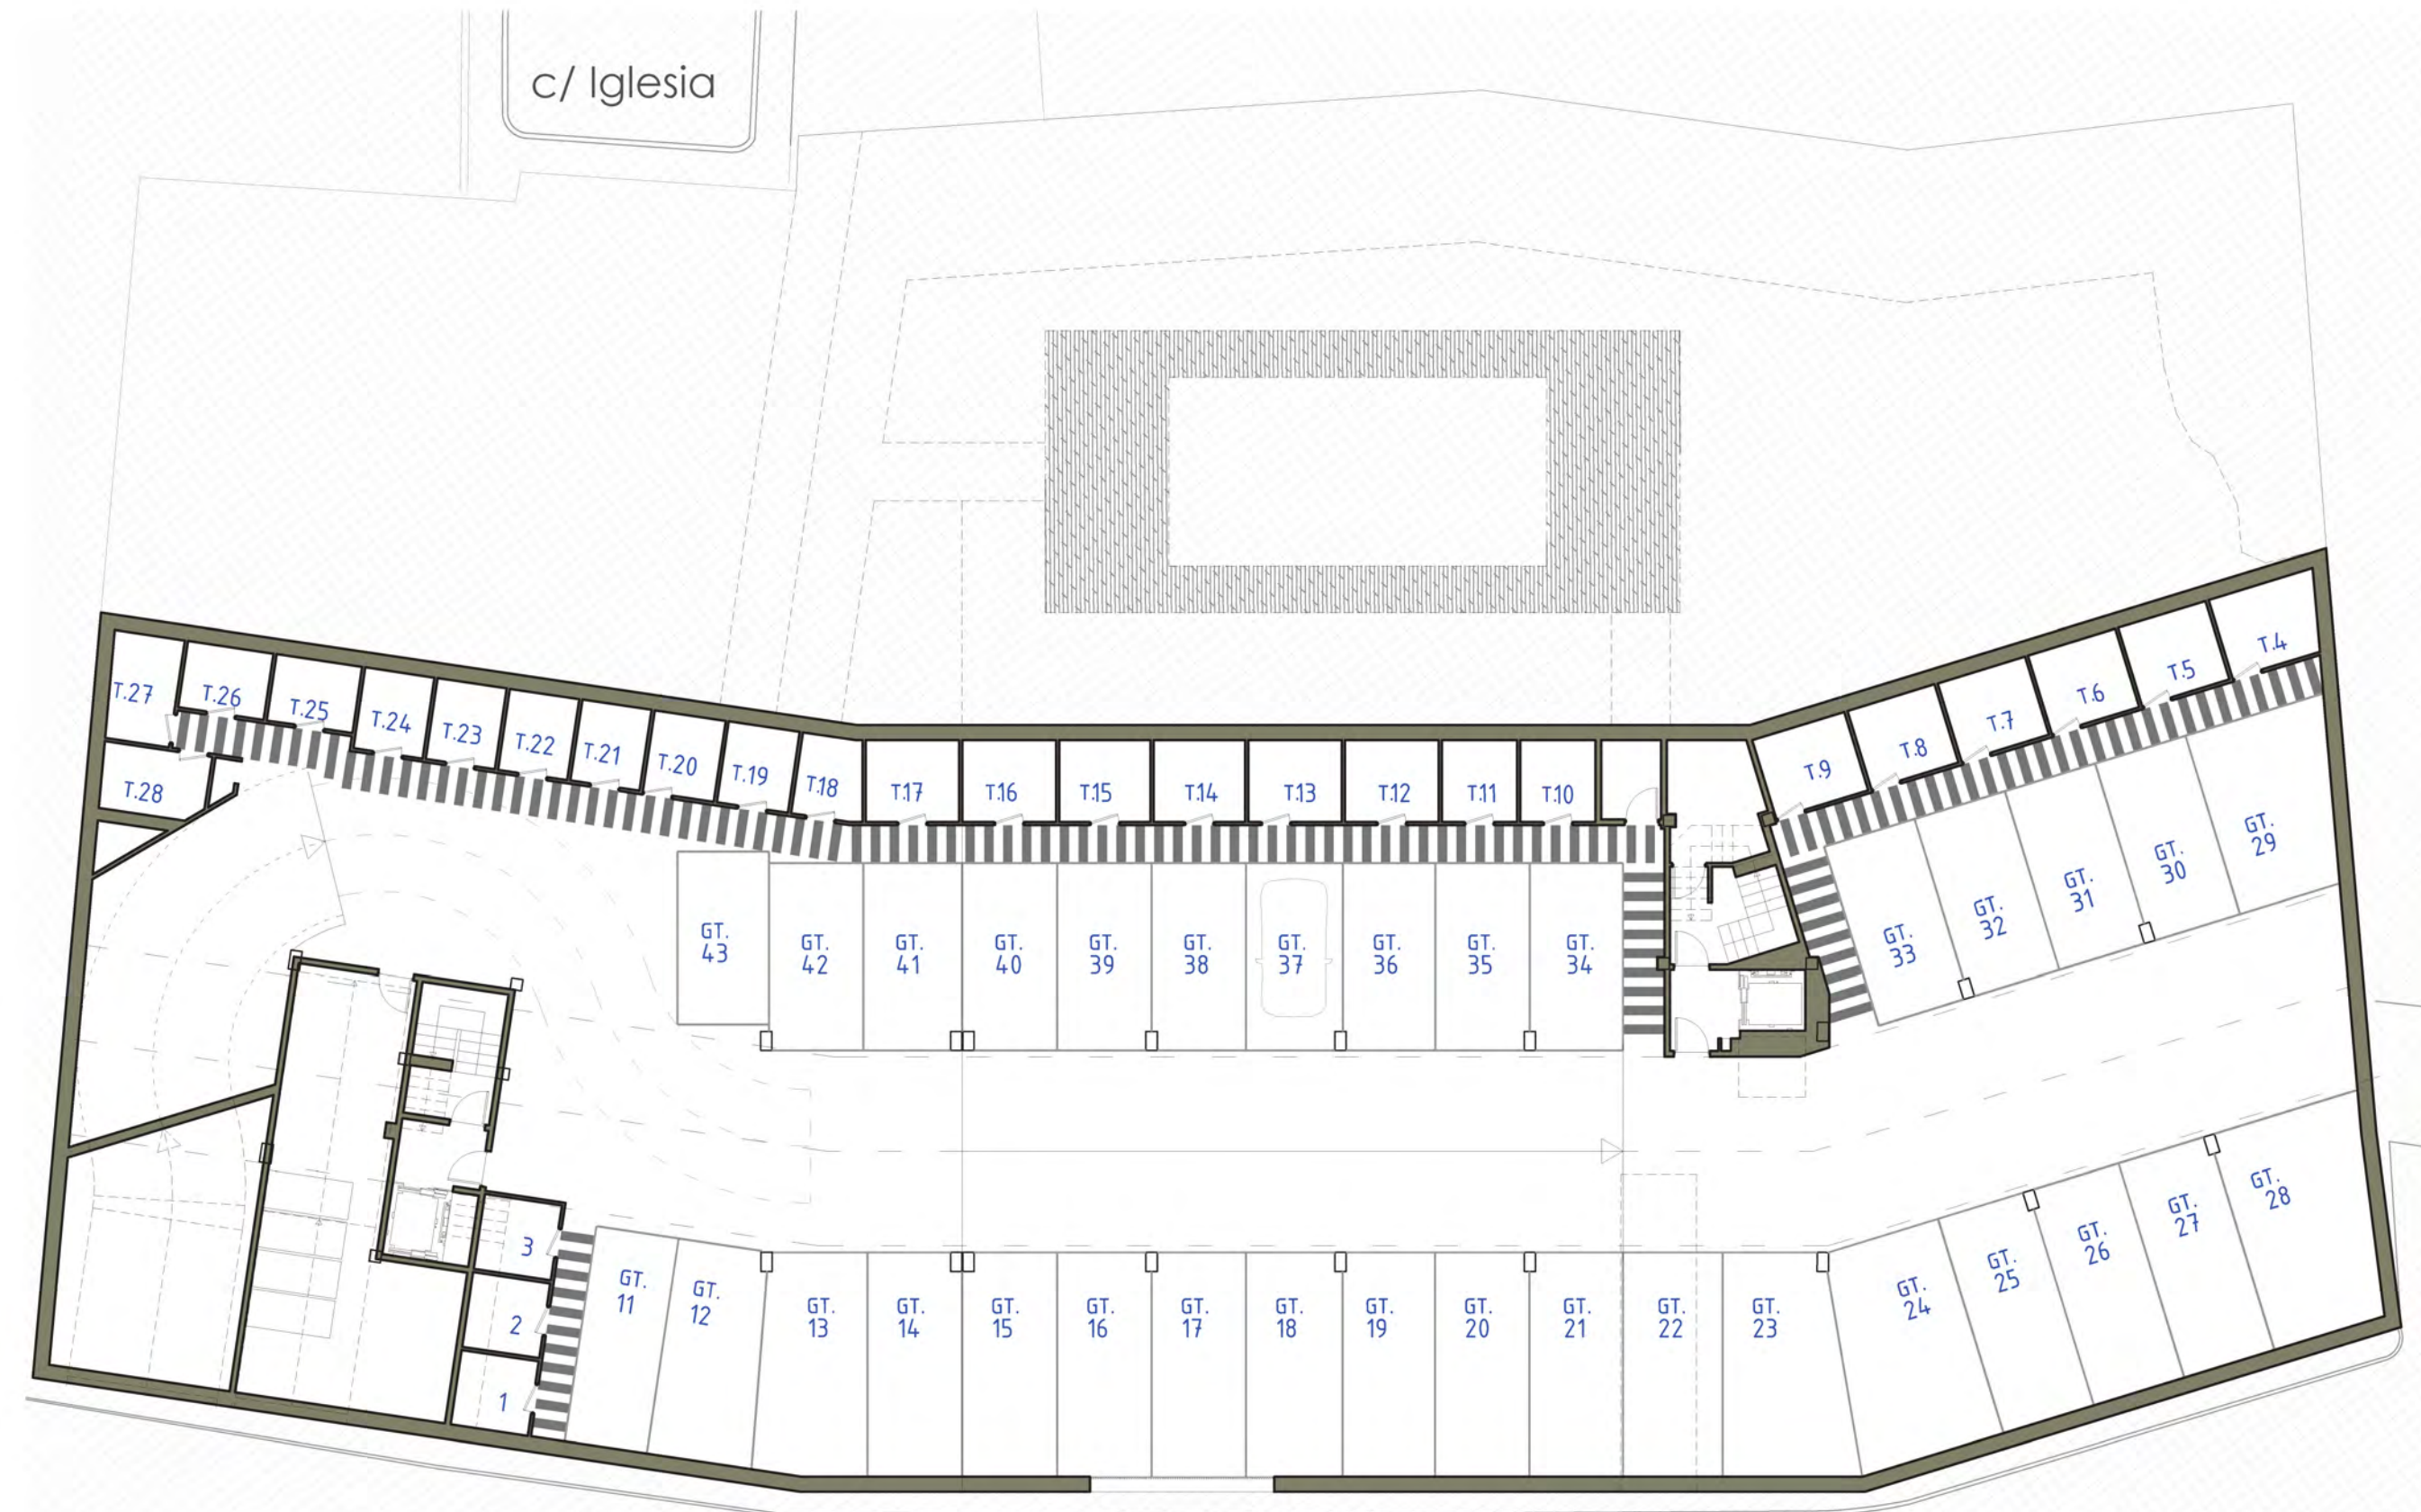 c/ Iglesia
T.27
T.26
T.25
T.24
T.23
T.22
T.21
T.20
T.19
T.18
T.17
T.16
T.15
T.14
T.13
T.12
T.11
T.10
T.9
T.8
T.7
T.6
T.5
T.4
T.28
GT.
43
GT.
42
GT.
41
GT.
40
GT.
39
GT.
38
GT.
37
GT.
36
GT.
35
GT.
34
GT.
33
GT.
32
GT.
31
GT.
30
GT.
29
3
2
1
GT.
11
GT.
12
GT.
13
GT.
14
GT.
15
GT.
16
GT.
17
GT.
18
GT.
19
GT.
20
GT.
21
GT.
22
GT.
23
GT.
24
GT.
25
GT.
26
GT.
27
GT.
28